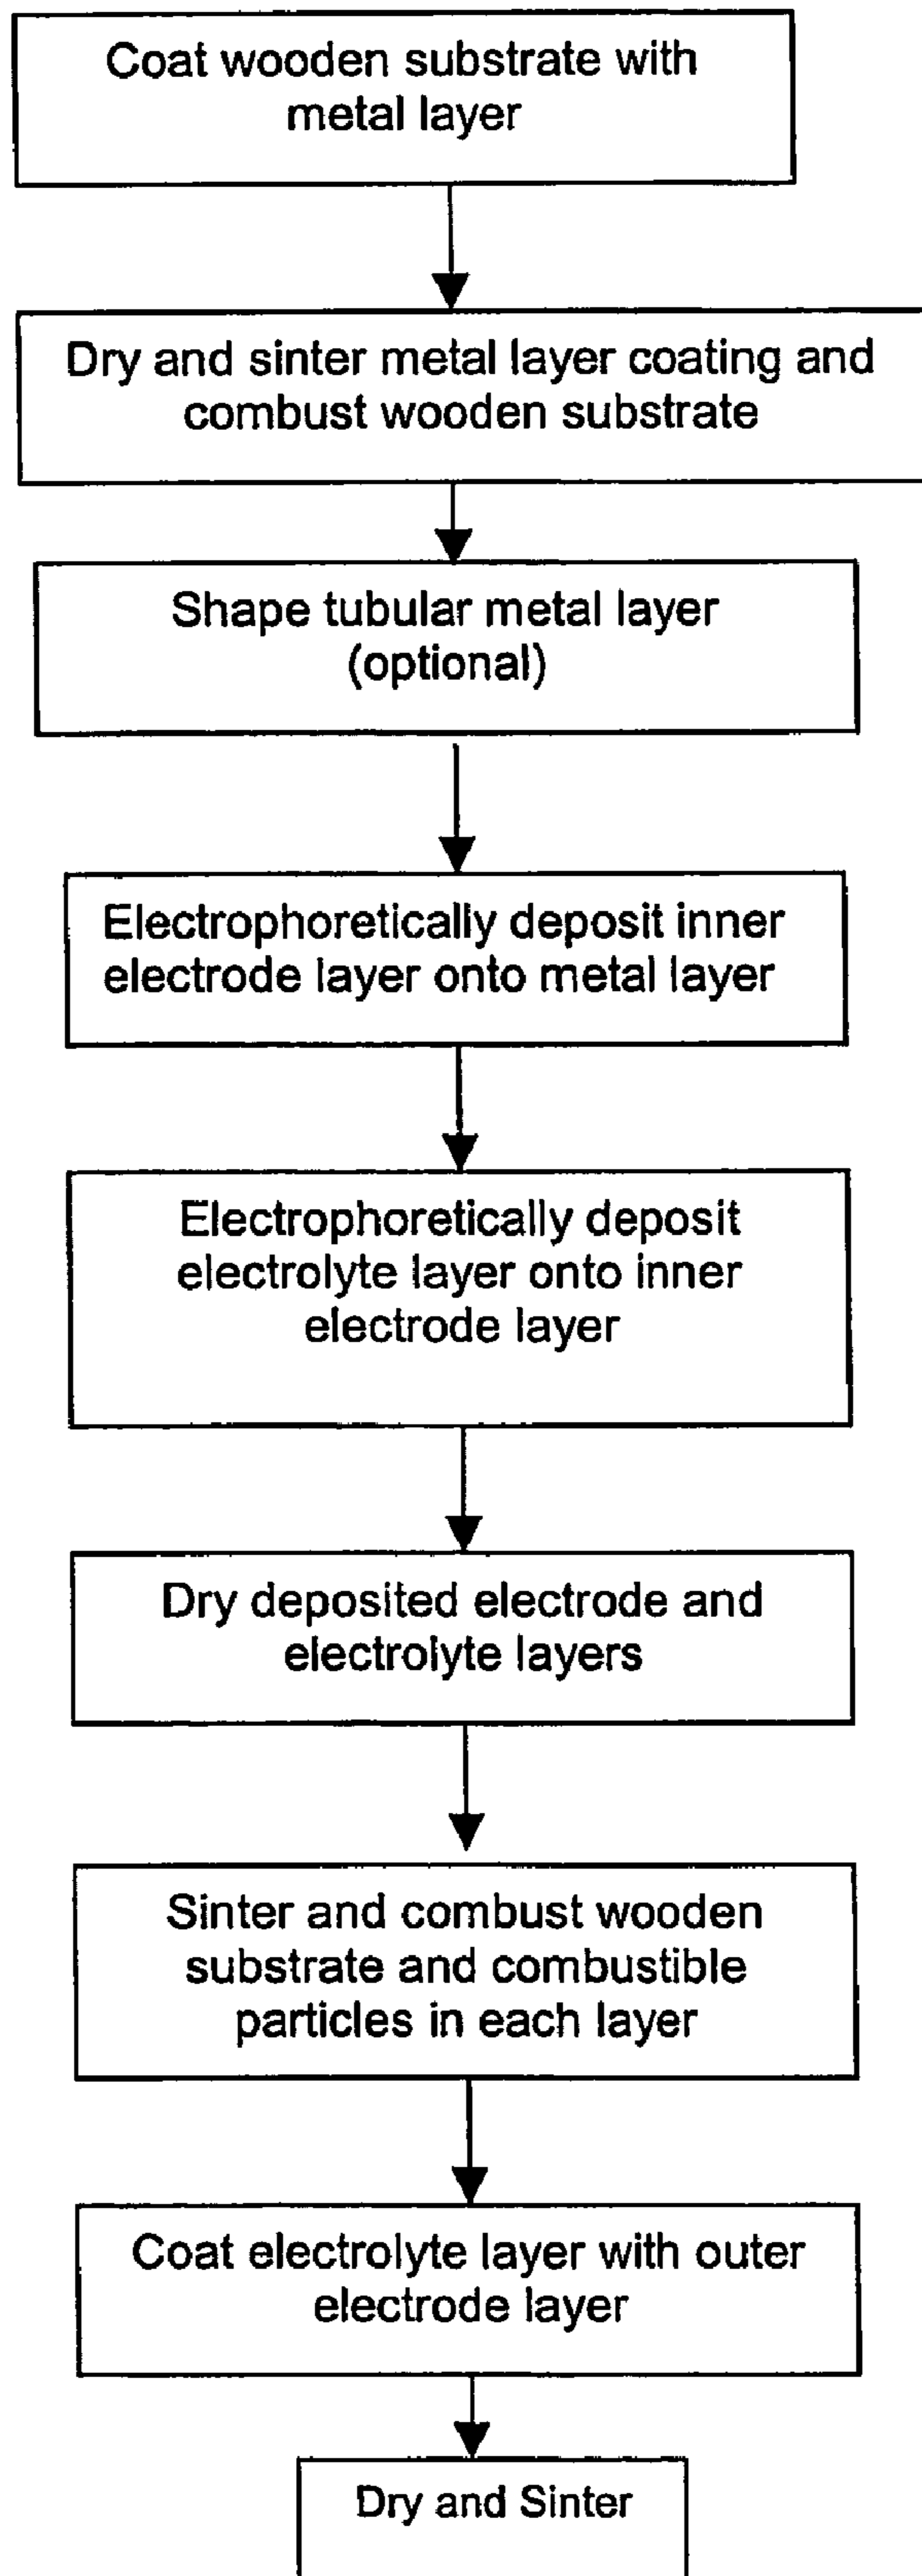 Coat wooden substrate with
metal layer
Dry and sinter metal layer coating and
combust wooden substrate
Shape tubular metal layer
(optional)
Electrophoretically deposit inner
electrode layer onto metal layer
Electrophoretically deposit
electrolyte layer onto inner
electrode layer
Dry deposited electrode and
electrolyte layers
Sinter and combust wooden
substrate and combustible
particles in each layer
Coat electrolyte layer with outer
electrode layer
Dry and Sinter